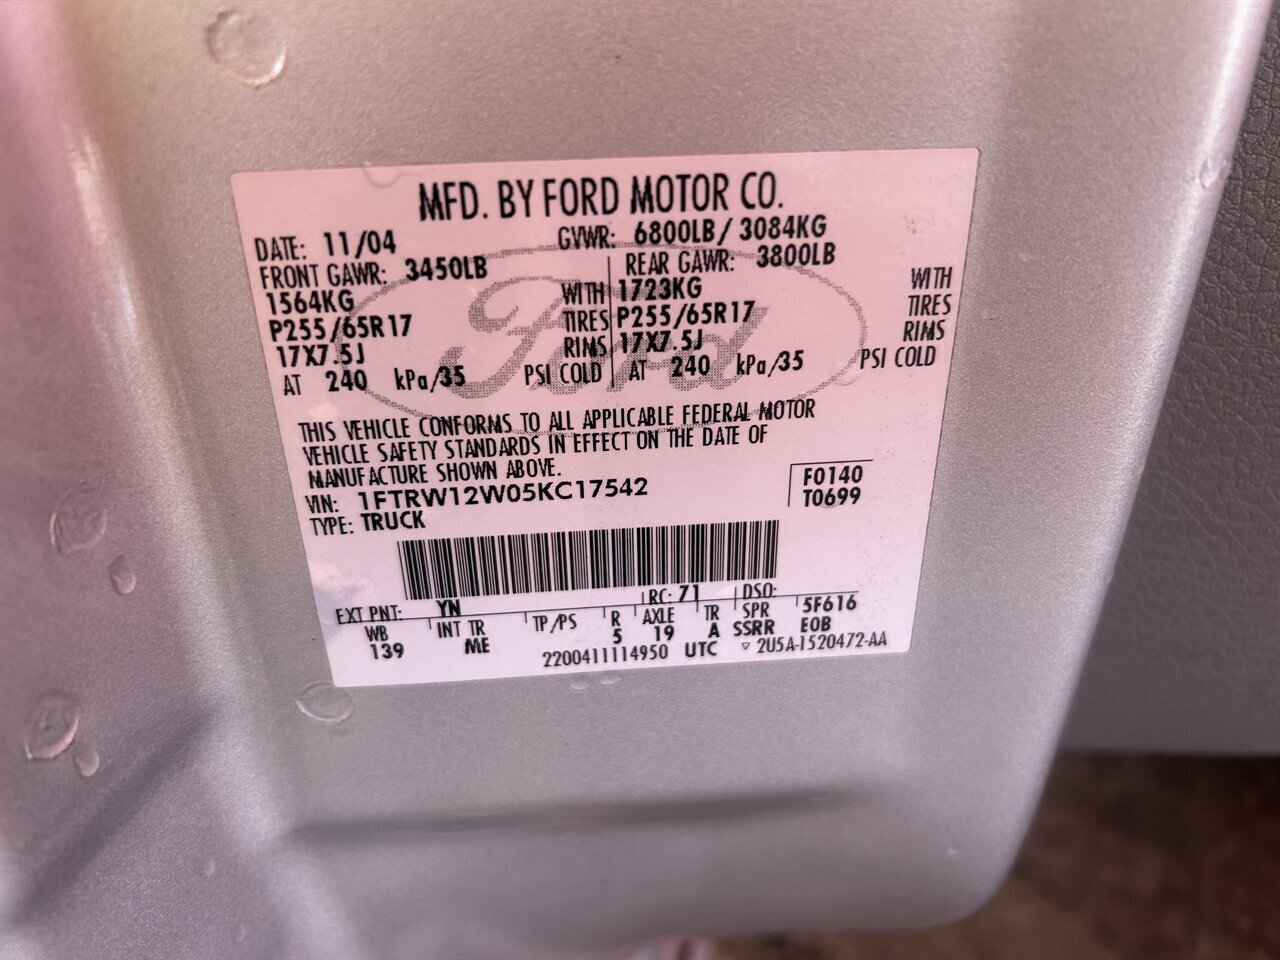 MFD. BY FORD MOTOR CO.
DATE: 11/04 GVWR: 6800LB/ 3084KG
FRONT GAWR: 3450LB REAR GAWR: 3800LB
1564KG WITH 1723KG WITH
P255/65R17 TIRES P255/65R17 TIRES
17X7.5J RIMS 17X7.5J RIMS
AT 240 kPa/35 PSI COLD AT 240 kPa/35 PSI COLD
Ford
THIS VEHICLE CONFORMS TO ALL APPLICABLE FEDERAL MOTOR
VEHICLE SAFETY STANDARDS IN EFFECT ON THE DATE OF
MANUFACTURE SHOWN ABOVE.
VIN: 1FTRW12W05KC17542 F0140
TYPE: TRUCK T0699
EXT PNT: YN RC: 71 DSO:
WB INT TR TP/PS R AXLE TR SPR 5F616
139 ME 5 19 A SSRR E0B
2200411114950 UTC ▽ 2U5A-1520472-AA